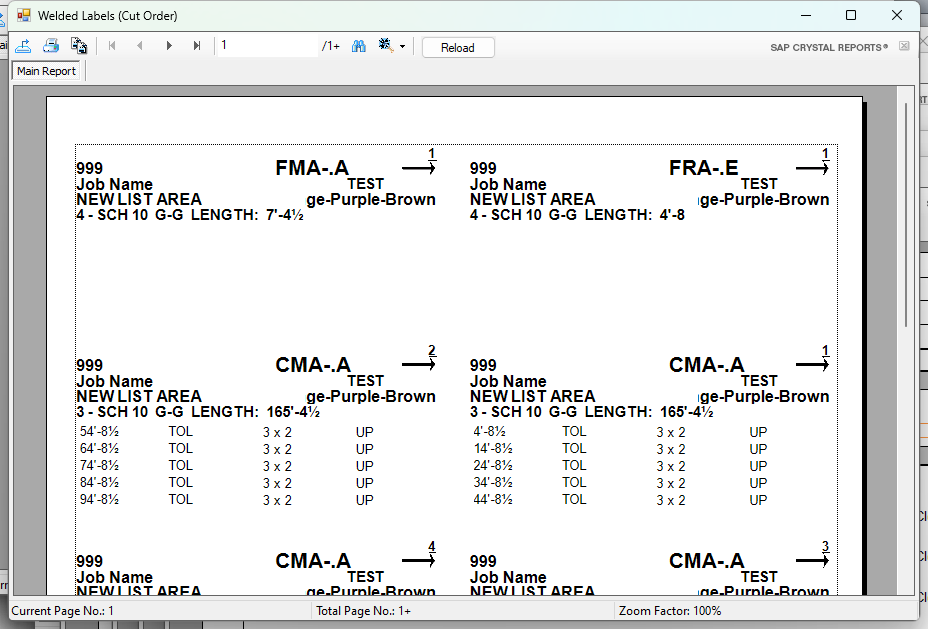 Welded Labels (Cut Order)
1 /1+ Reload SAP CRYSTAL REPORTS®
Main Report
999 FMA-.A 1
Job Name TEST
NEW LIST AREA ge-Purple-Brown
4 - SCH 10 G-G LENGTH: 7'-4½
999 FRA-.E 1
Job Name TEST
NEW LIST AREA ge-Purple-Brown
4 - SCH 10 G-G LENGTH: 4'-8
999 CMA-.A 2
Job Name TEST
NEW LIST AREA ge-Purple-Brown
3 - SCH 10 G-G LENGTH: 165'-4½
54'-8½ TOL 3 x 2 UP
64'-8½ TOL 3 x 2 UP
74'-8½ TOL 3 x 2 UP
84'-8½ TOL 3 x 2 UP
94'-8½ TOL 3 x 2 UP
999 CMA-.A 1
Job Name TEST
NEW LIST AREA ge-Purple-Brown
3 - SCH 10 G-G LENGTH: 165'-4½
4'-8½ TOL 3 x 2 UP
14'-8½ TOL 3 x 2 UP
24'-8½ TOL 3 x 2 UP
34'-8½ TOL 3 x 2 UP
44'-8½ TOL 3 x 2 UP
999 CMA-.A 4
Job Name TEST
NEW LIST AREA ge-Purple-Brown
999 CMA-.A 3
Job Name TEST
NEW LIST AREA ge-Purple-Brown
Current Page No.: 1 Total Page No.: 1+ Zoom Factor: 100%